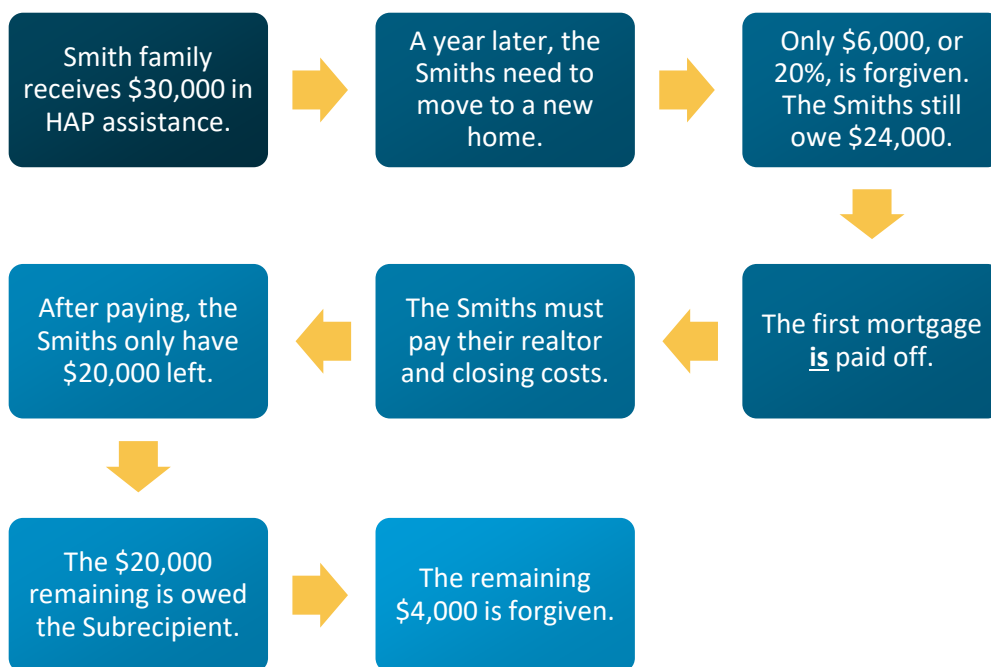 Smith family
receives $30,000 in
HAP assistance.
A year later, the
Smiths need to
move to a new
home.
Only $6,000, or
20%, is forgiven.
The Smiths still
owe $24,000.
The first mortgage
is paid off.
The Smiths must
pay their realtor
and closing costs.
After paying, the
Smiths only have
$20,000 left.
The $20,000
remaining is owed
the Subrecipient.
The remaining
$4,000 is forgiven.